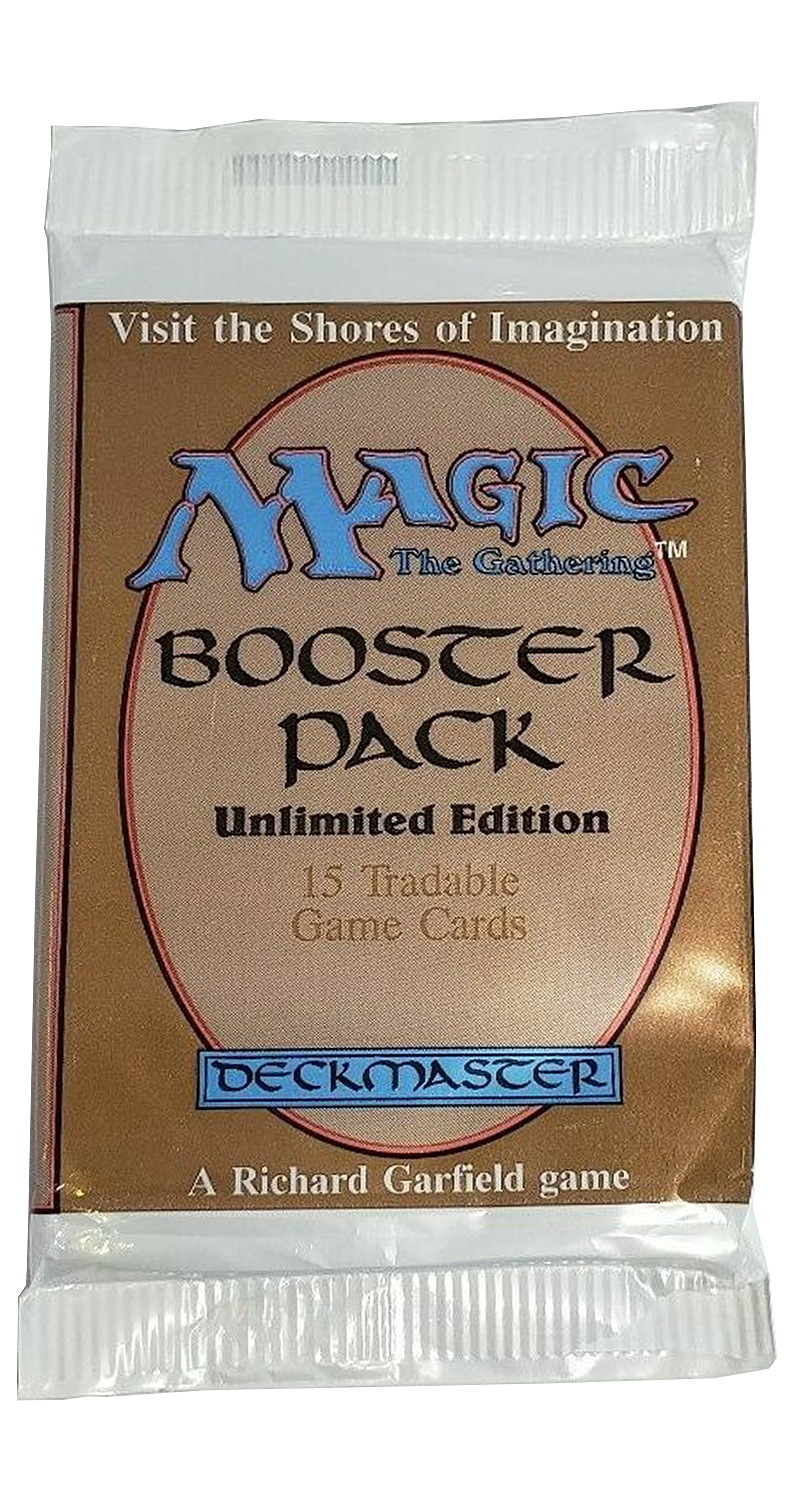 Visit the Shores of Imagination
MAGIC
The Gathering™
BOOSTER
PACK
Unlimited Edition
15 Tradable
Game Cards
DECKMASTER
A Richard Garfield game